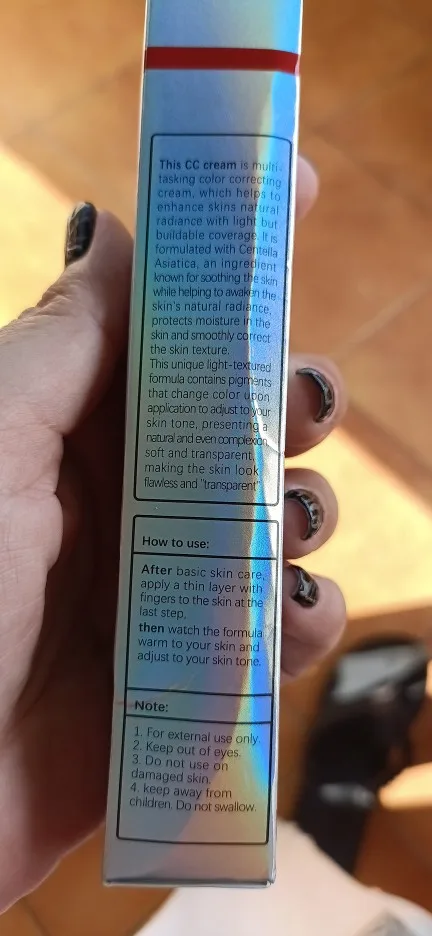 This CC cream is multi-
tasking color correcting
cream, which helps to
enhance skins natural
radiance with light but
buildable coverage. It is
formulated with Centella
Asiatica, an ingredient
known for soothing the skin
while helping to awaken the
skin's natural radiance,
protects moisture in the
skin and smoothly correct
the skin texture.
This unique light-textured
formula contains pigments
that change color upon
application to adjust to your
skin tone, presenting a
natural and even complexion,
soft and transparent,
making the skin look
flawless and "transparent"
How to use:
After basic skin care,
apply a thin layer with
fingers to the skin at the
last step,
then watch the formula
warm to your skin and
adjust to your skin tone.
Note:
1. For external use only.
2. Keep out of eyes.
3. Do not use on
damaged skin.
4. keep away from
children. Do not swallow.